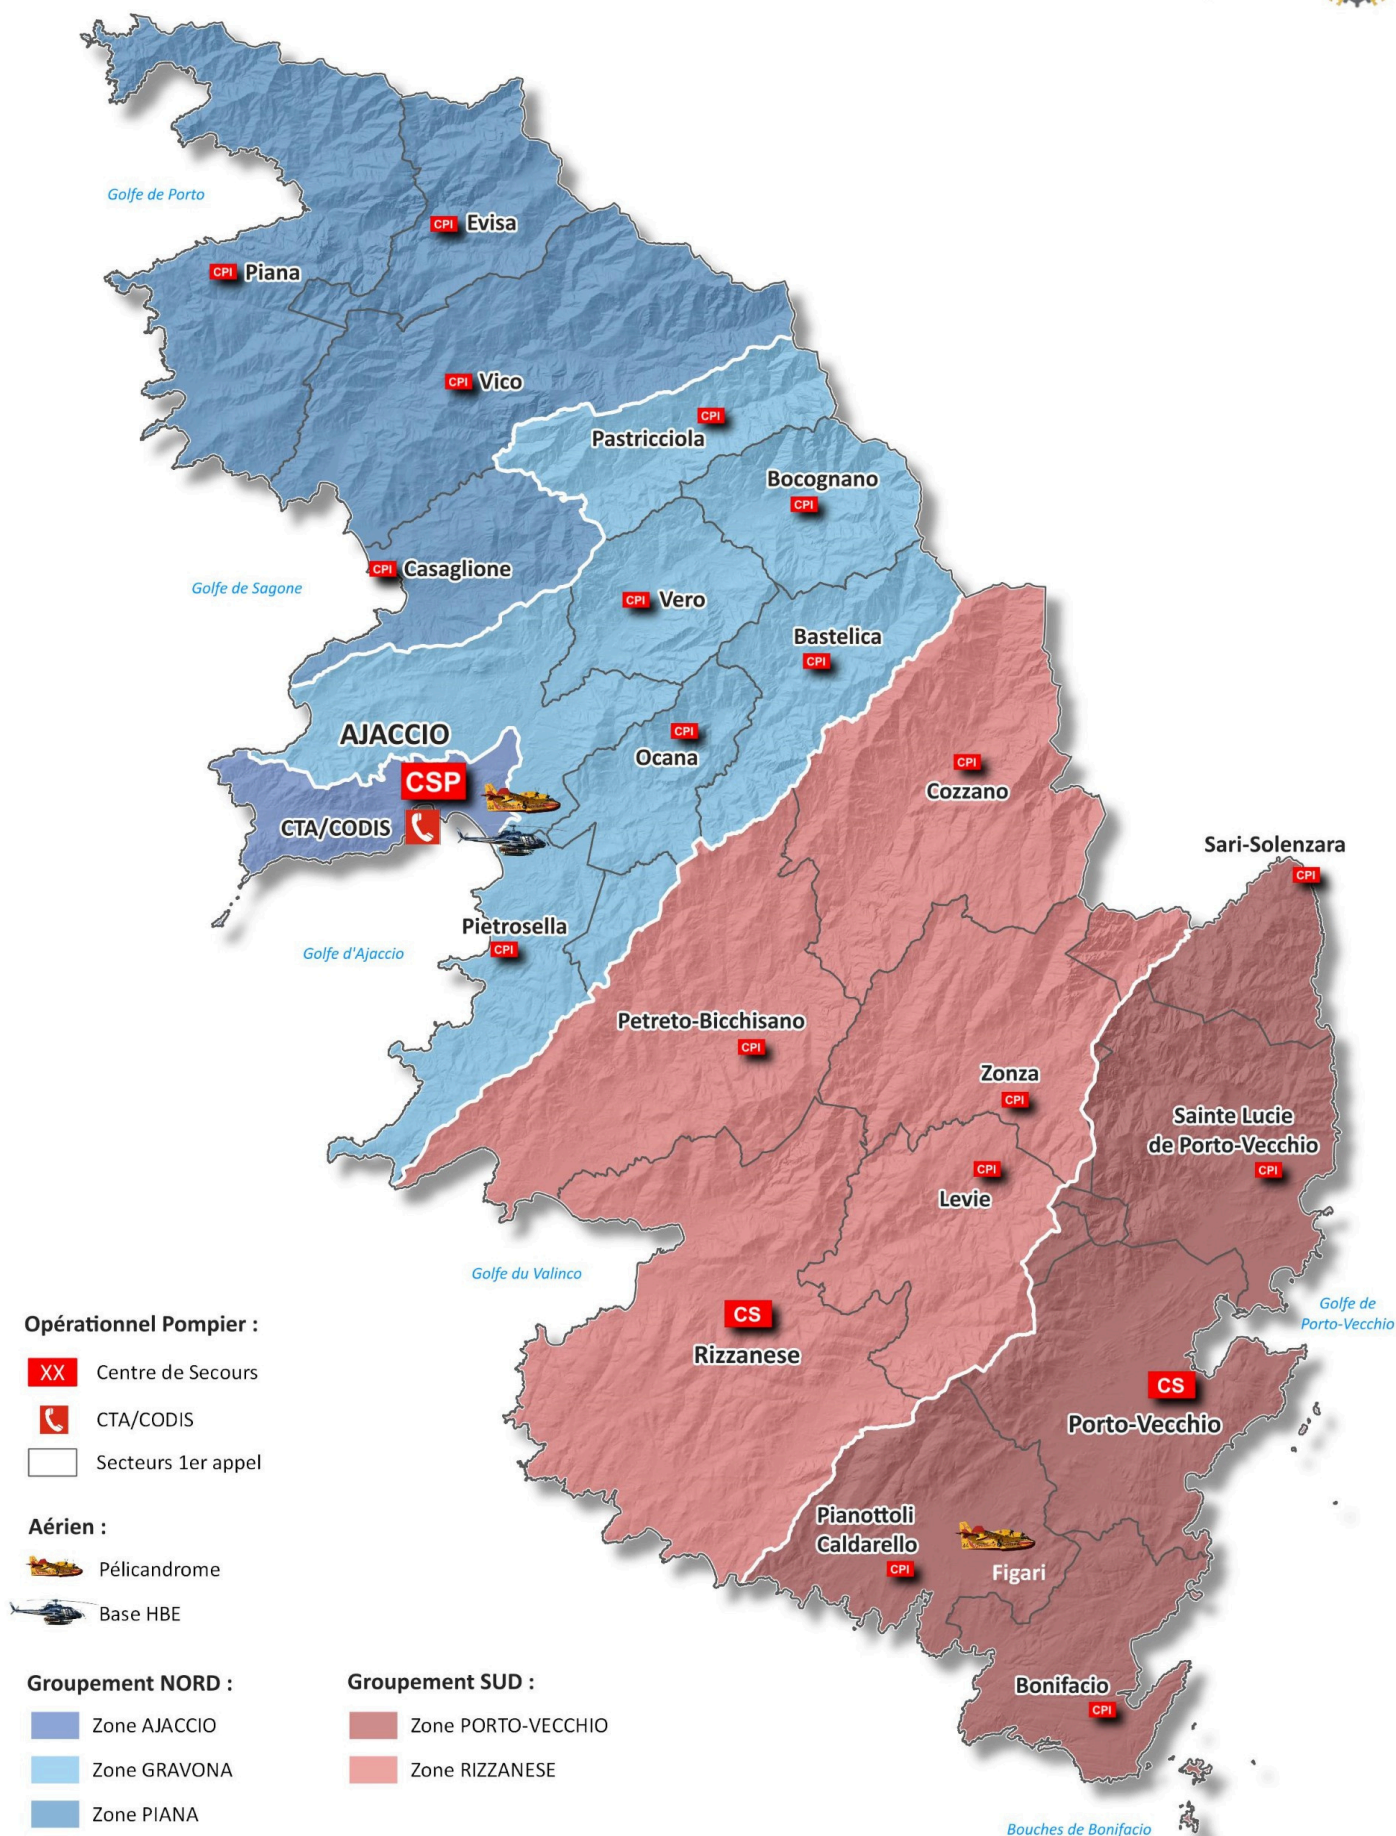 Golfe de Porto
CPI Evisa
CPI Piana
CPI Vico
CPI
Pastricciola
Bocognano
CPI
CPI Casaglione
Golfe de Sagone
CPI Vero
Bastelica
CPI
AJACCIO
CPI
Ocana
CSP
CTA/CODIS
CPI
Cozzano
Sari-Solenzara
CPI
Pietrosella
CPI
Golfe d'Ajaccio
Petreto-Bicchisano
CPI
Zonza
CPI
Sainte Lucie
de Porto-Vecchio
CPI
CPI
Levie
Golfe du Valinco
CS
Rizzanese
Golfe de
Porto-Vecchio
CS
Porto-Vecchio
Pianottoli
Caldarello
CPI
Figari
Bonifacio
CPI
Bouches de Bonifacio
Opérationnel Pompier :
XX Centre de Secours
CTA/CODIS
Secteurs 1er appel
Aérien :
Pélicandrome
Base HBE
Groupement NORD :
Zone AJACCIO
Zone GRAVONA
Zone PIANA
Groupement SUD :
Zone PORTO-VECCHIO
Zone RIZZANESE